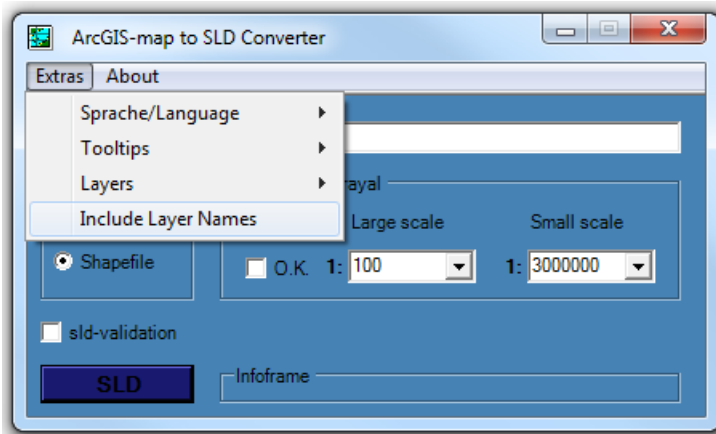 ArcGIS-map to SLD Converter
Extras About
Sprache/Language
Tooltips
Layers
Include Layer Names
rayal
Large scale Small scale
Shapefile
O.K. 1: 100 1: 3000000
sld-validation
SLD
Infoframe